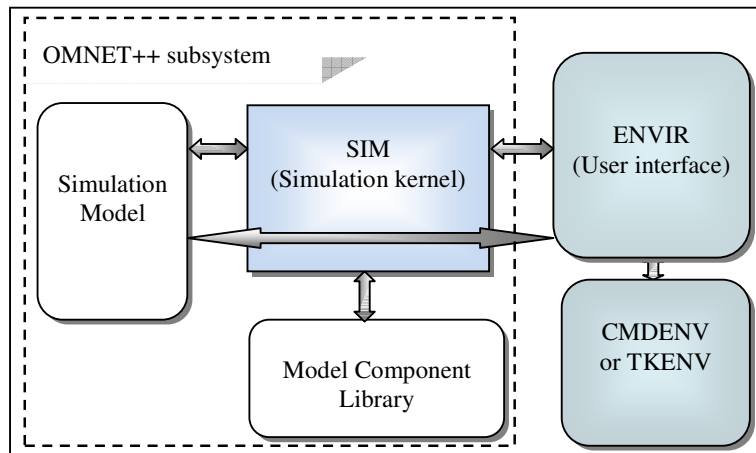 OMNET++ subsystem
Simulation
Model
SIM
(Simulation kernel)
ENVIR
(User interface)
Model Component
Library
CMDENV
or TKENV